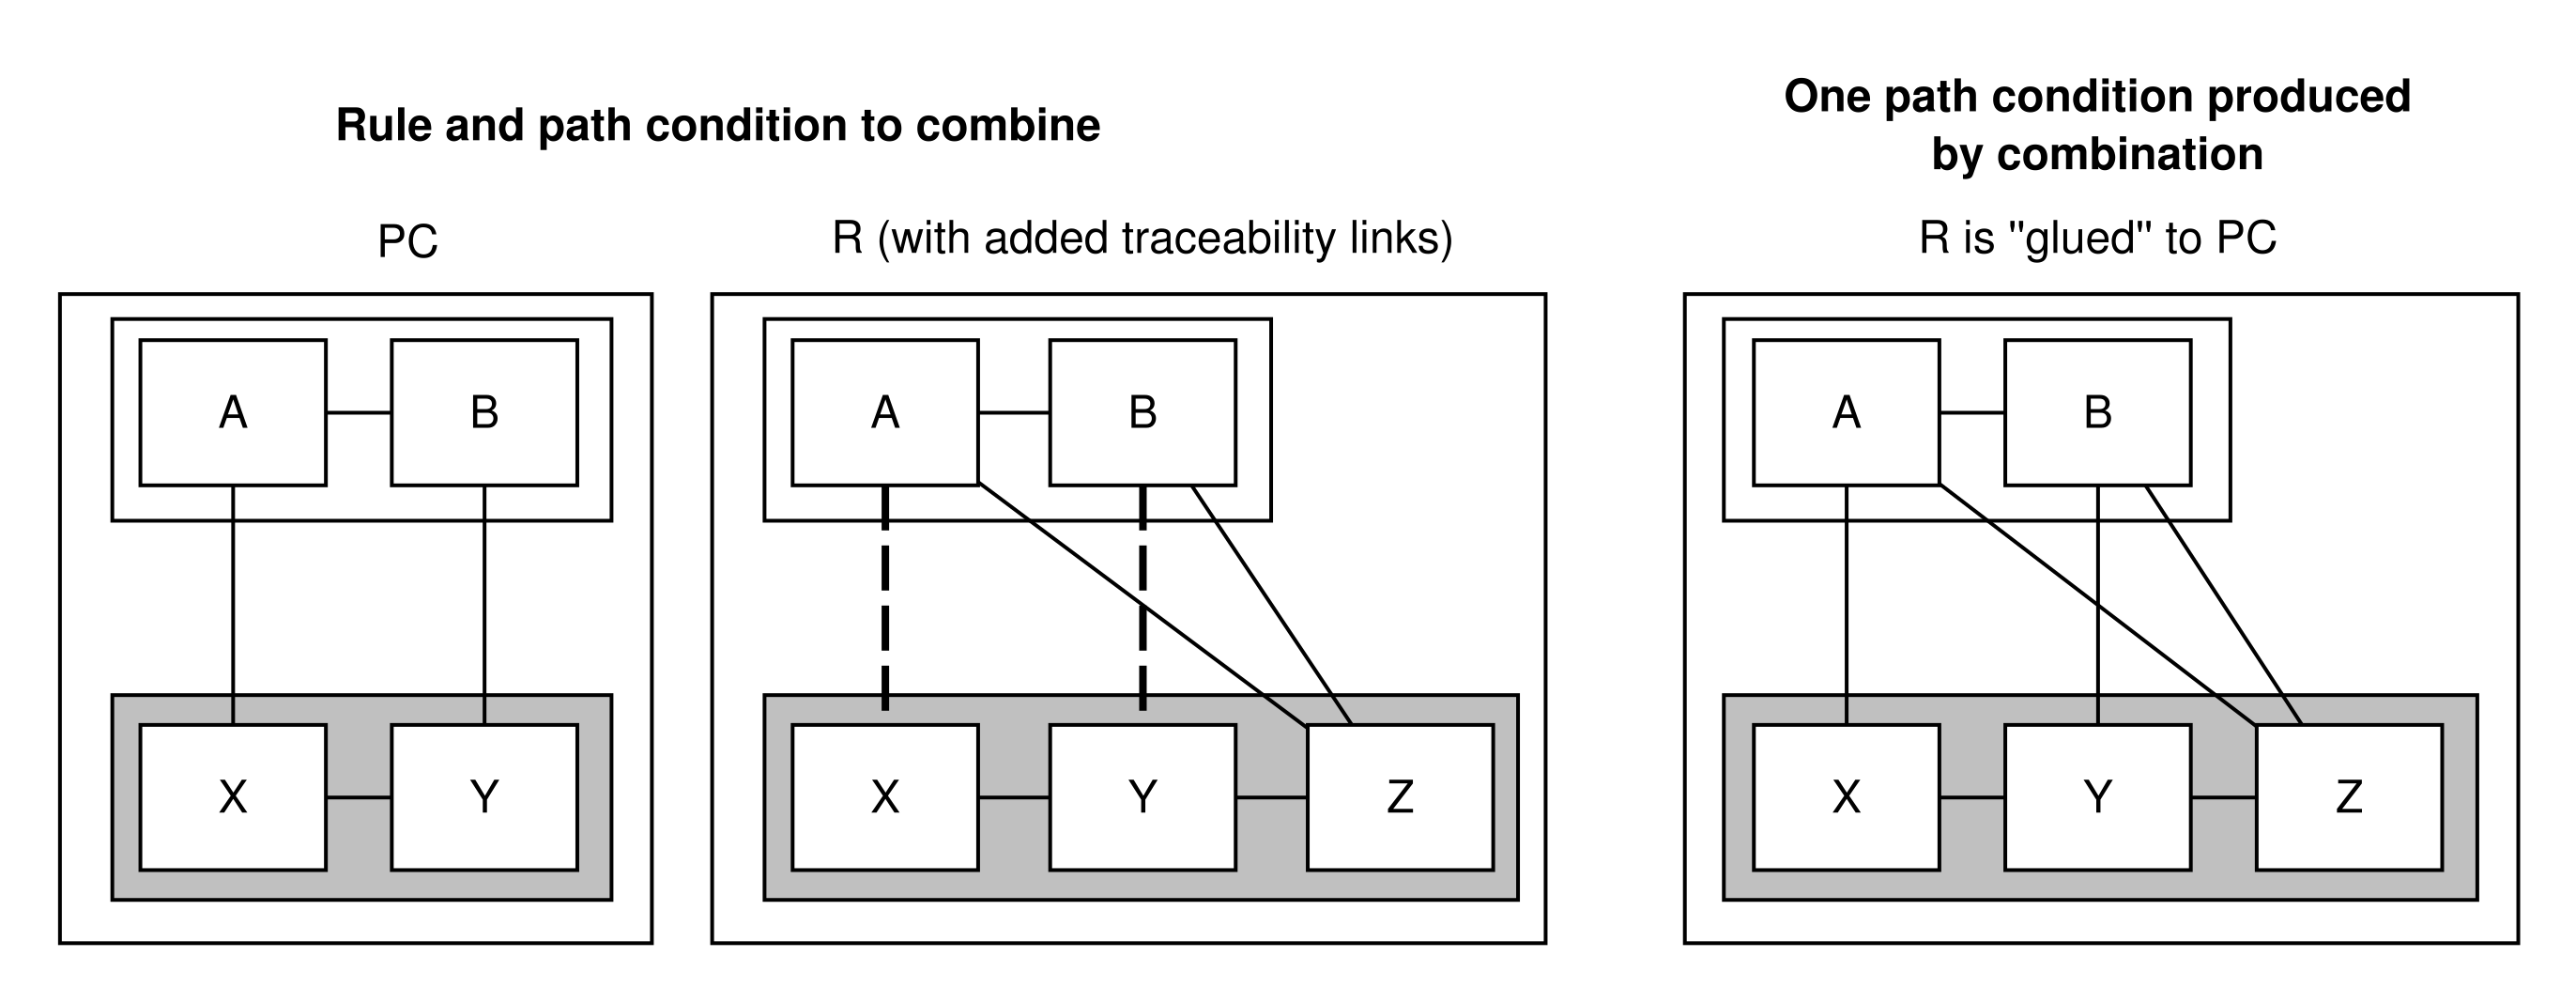 Rule and path condition to combine
One path condition produced
by combination
PC
R (with added traceability links)
R is "glued" to PC
A
B
X
Y
A
B
X
Y
Z
A
B
X
Y
Z